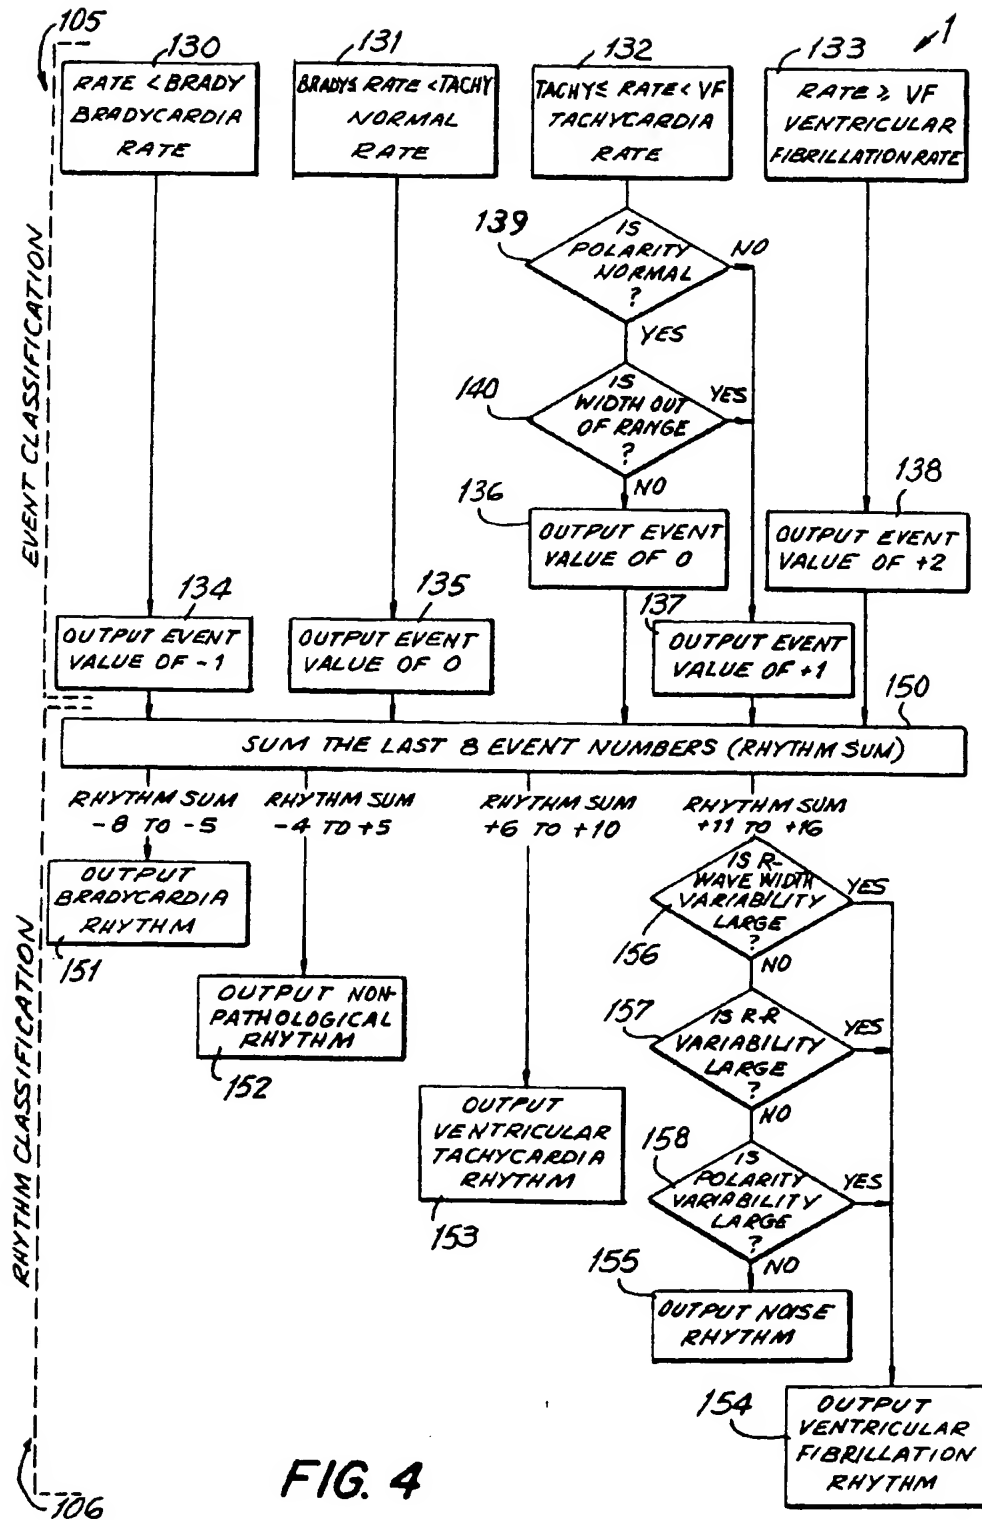 105
1
130
131
132
133
RATE < BRADY
BRADYCARDIA
RATE
BRADY≤ RATE <TACHY
NORMAL
RATE
TACHY≤ RATE < VF
TACHYCARDIA
RATE
RATE ≥ VF
VENTRICULAR
FIBRILLATION RATE
EVENT CLASSIFICATION
139
IS
POLARITY
NORMAL
?
NO
YES
140
IS
WIDTH OUT
OF RANGE
?
YES
NO
136
OUTPUT EVENT
VALUE OF 0
138
OUTPUT EVENT
VALUE OF +2
134
OUTPUT EVENT
VALUE OF -1
135
OUTPUT EVENT
VALUE OF 0
137
OUTPUT EVENT
VALUE OF +1
150
SUM THE LAST 8 EVENT NUMBERS (RHYTHM SUM)
RHYTHM SUM
-8 TO -5
RHYTHM SUM
-4 TO +5
RHYTHM SUM
+6 TO +10
RHYTHM SUM
+11 TO +16
RHYTHM CLASSIFICATION
OUTPUT
BRADYCARDIA
RHYTHM
151
OUTPUT NON-
PATHOLOGICAL
RHYTHM
152
OUTPUT
VENTRICULAR
TACHYCARDIA
RHYTHM
153
IS R-
WAVE WIDTH
VARIABILITY
LARGE
?
YES
156
NO
157
IS R-R
VARIABILITY
LARGE
?
YES
NO
158
IS
POLARITY
VARIABILITY
LARGE
?
YES
NO
155
OUTPUT NOISE
RHYTHM
154
OUTPUT
VENTRICULAR
FIBRILLATION
RHYTHM
106
FIG. 4